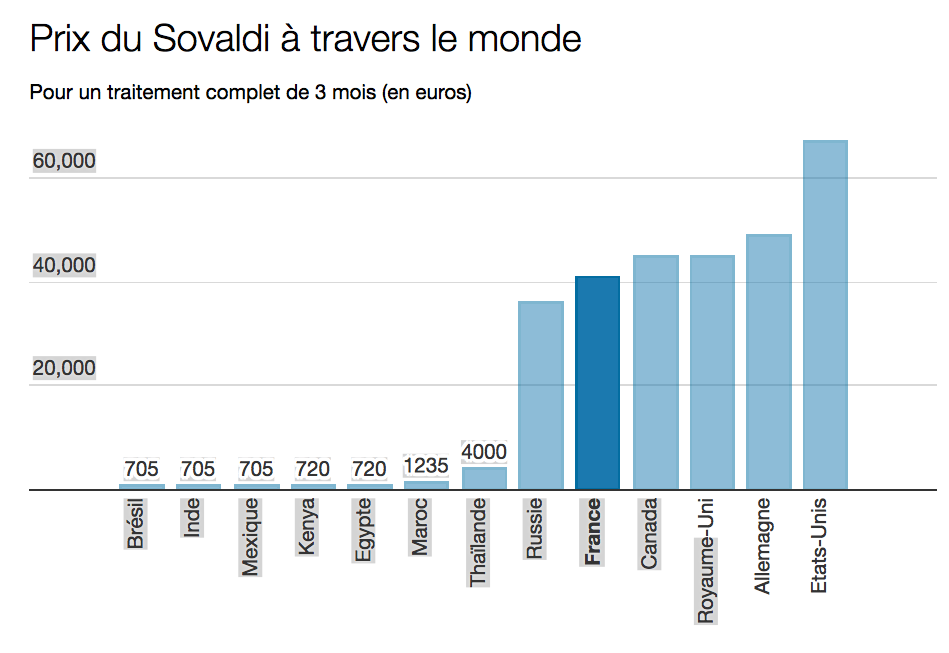 Prix du Sovaldi à travers le monde
Pour un traitement complet de 3 mois (en euros)
60,000
40,000
20,000
705
705
705
720
720
1235
4000
Brésil
Inde
Mexique
Kenya
Egypte
Maroc
Thaïlande
Russie
France
Canada
Royaume-Uni
Allemagne
Etats-Unis